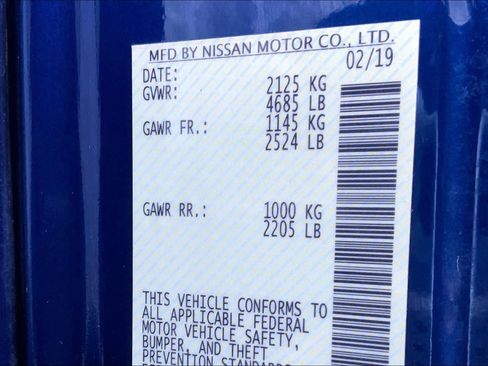 MFD BY NISSAN MOTOR CO., LTD.
DATE: 02/19
GVWR: 2125 KG
4685 LB
GAWR FR.: 1145 KG
2524 LB
GAWR RR.: 1000 KG
2205 LB
THIS VEHICLE CONFORMS TO
ALL APPLICABLE FEDERAL
MOTOR VEHICLE SAFETY,
BUMPER, AND THEFT
PREVENTION STANDARDS